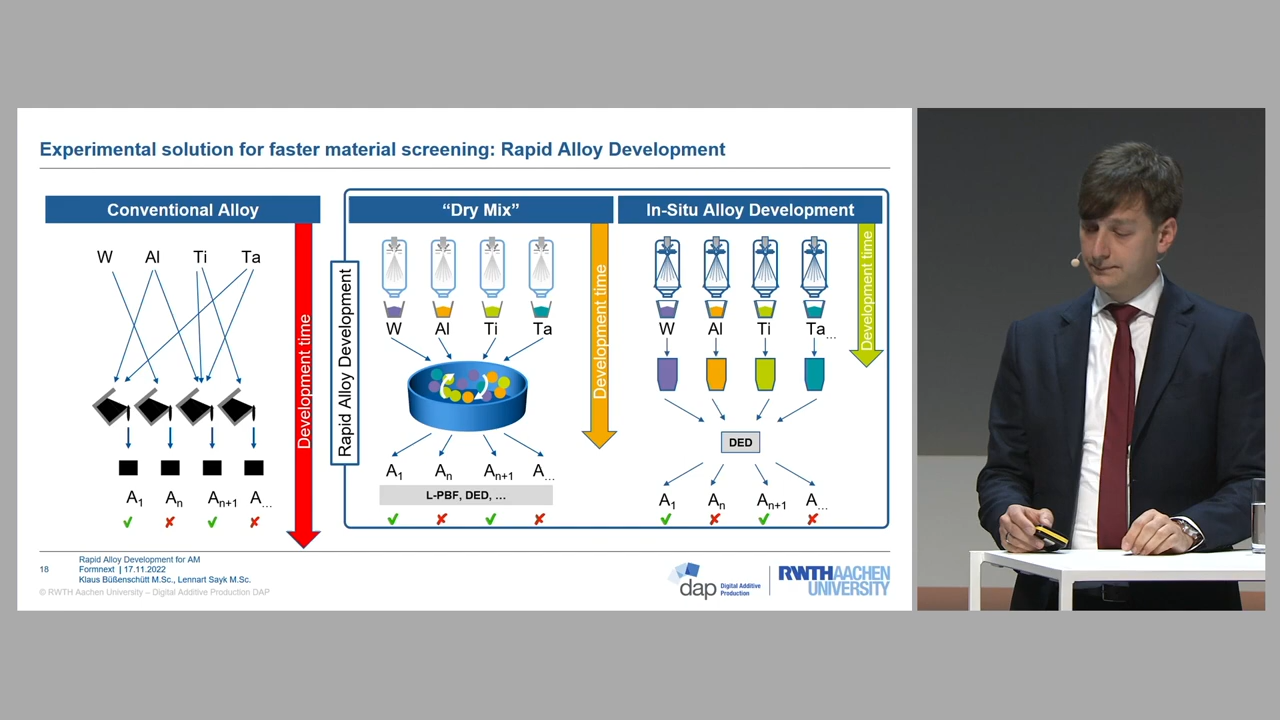 Experimental solution for faster material screening: Rapid Alloy Development
Conventional Alloy
W Al Ti Ta
A1 An An+1 A...
✔ ✘ ✔ ✘
Development time
Rapid Alloy Development
“Dry Mix”
W Al Ti Ta
A1 An An+1 A...
L-PBF, DED, ...
✔ ✘ ✔ ✘
Development time
In-Situ Alloy Development
W Al Ti Ta...
DED
A1 An An+1 A...
✔ ✘ ✔ ✘
Development time
18
Rapid Alloy Development for AM
Formnext | 17.11.2022
Klaus Büßenschütt M.Sc., Lennart Sayk M.Sc.
© RWTH Aachen University – Digital Additive Production DAP
dap Digital Additive
Production
RWTH AACHEN
UNIVERSITY